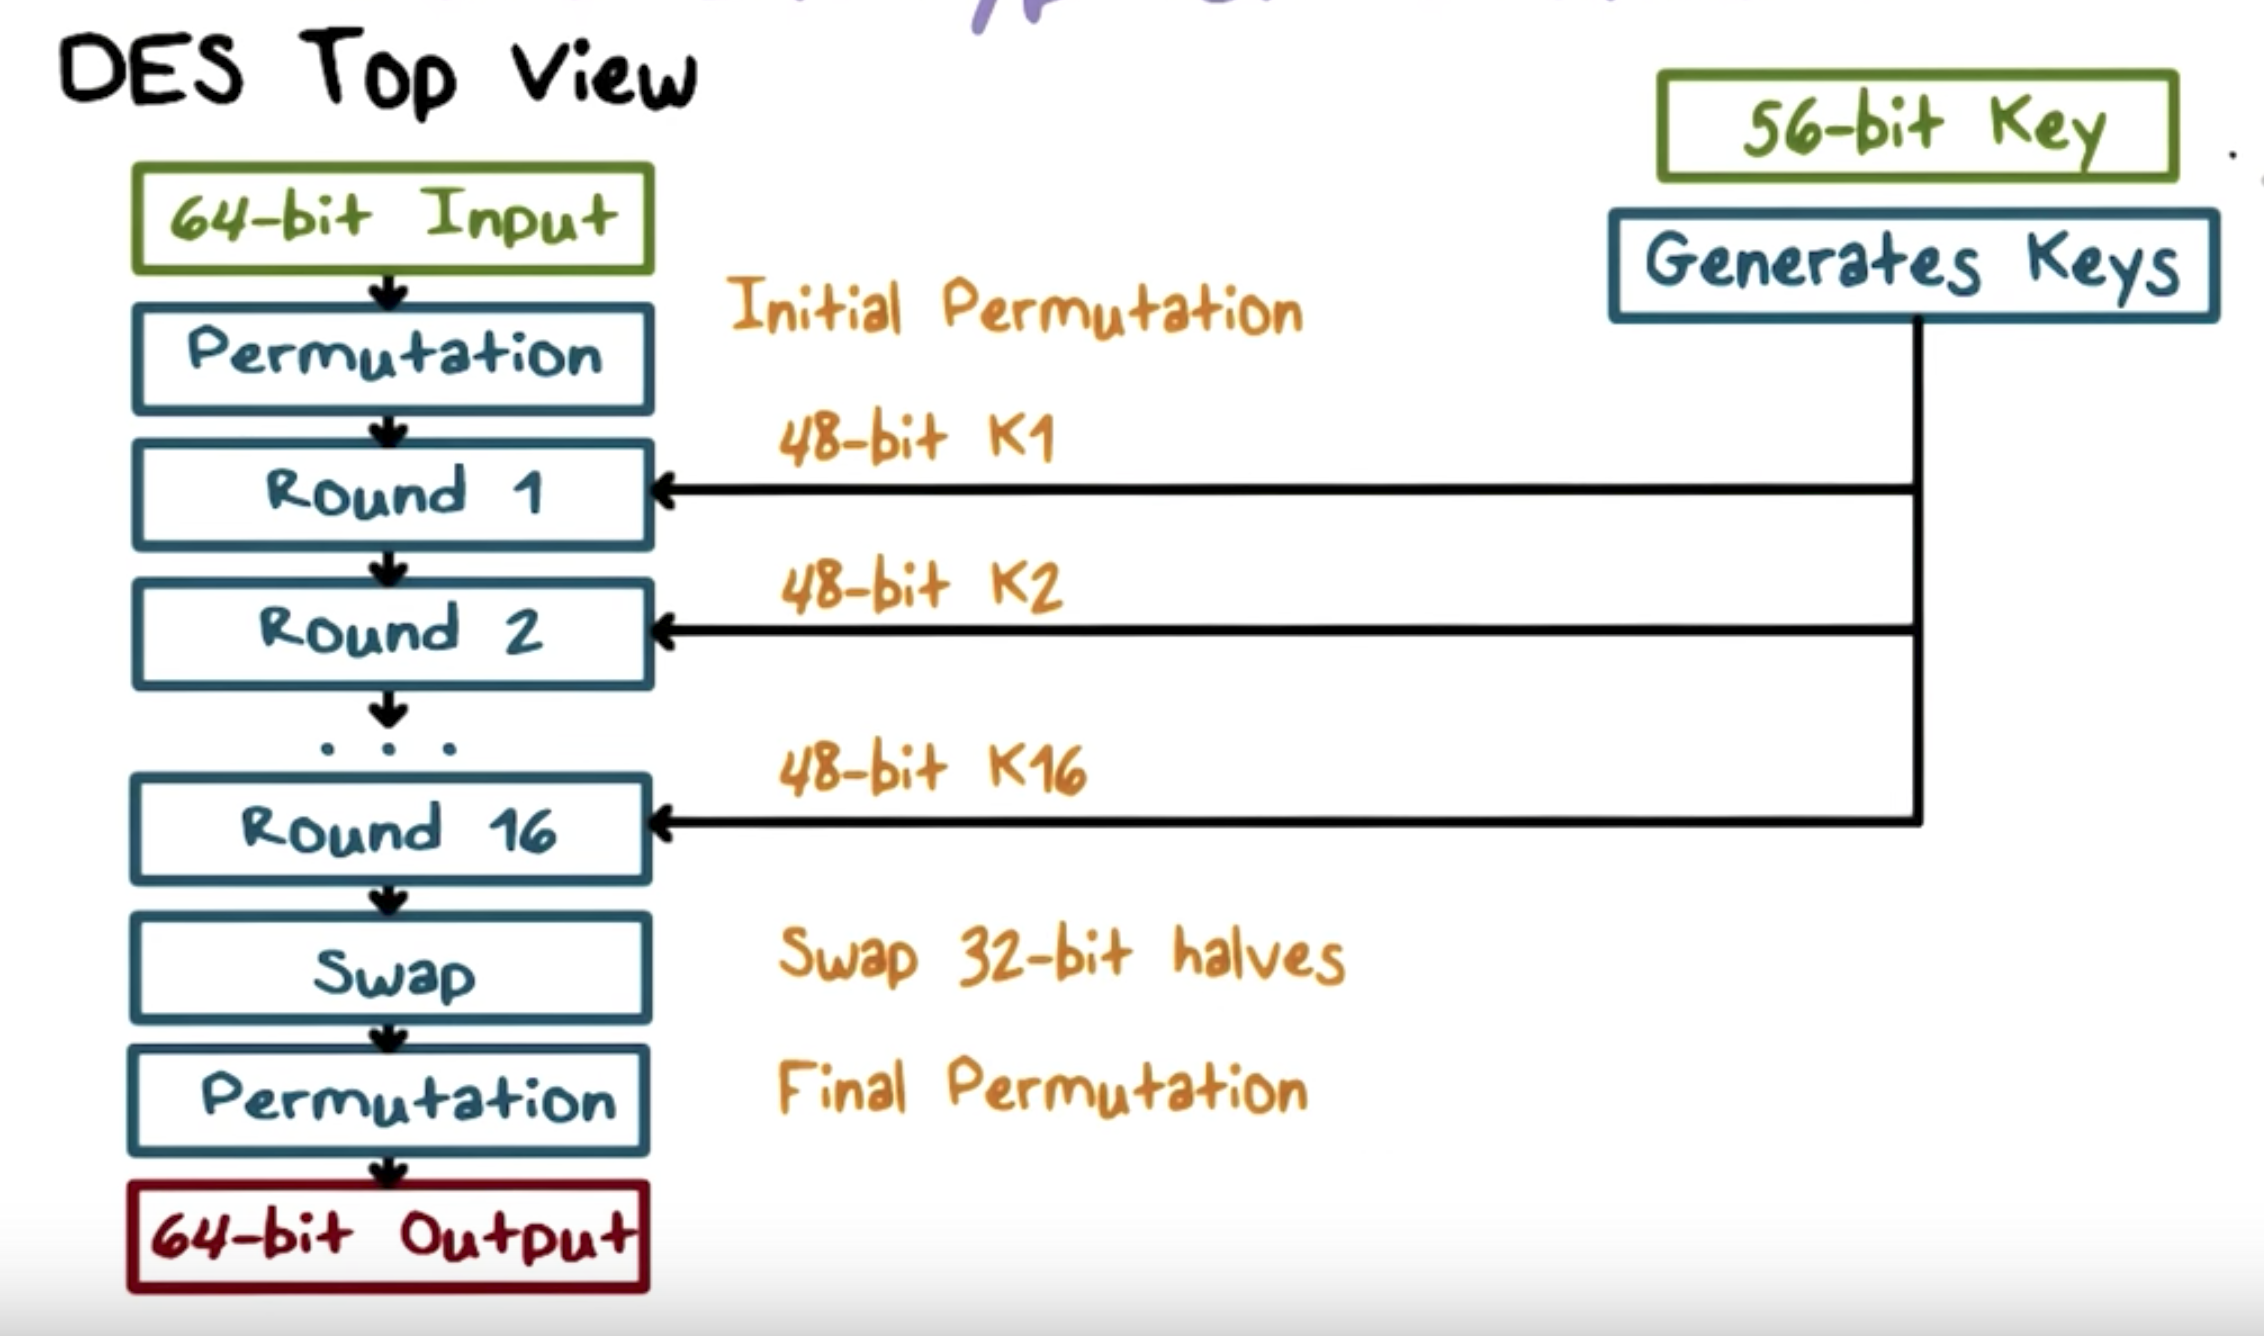 DES Top View
56-bit Key
Generates Keys
64-bit Input
Permutation
Initial Permutation
48-bit K1
Round 1
48-bit K2
Round 2
. . .
48-bit K16
Round 16
Swap
Swap 32-bit halves
Permutation
Final Permutation
64-bit Output